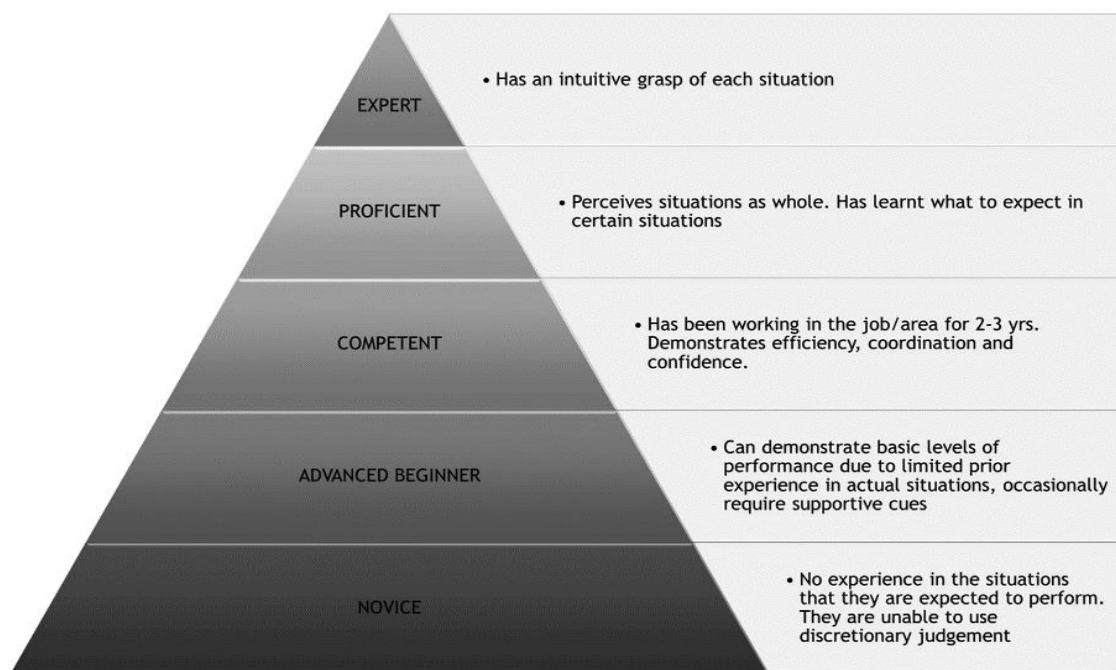 EXPERT
• Has an intuitive grasp of each situation
PROFICIENT
• Perceives situations as whole. Has learnt what to expect in
certain situations
COMPETENT
• Has been working in the job/area for 2-3 yrs.
Demonstrates efficiency, coordination and
confidence.
ADVANCED BEGINNER
• Can demonstrate basic levels of
performance due to limited prior
experience in actual situations, occasionally
require supportive cues
NOVICE
• No experience in the situations
that they are expected to perform.
They are unable to use
discretionary judgement